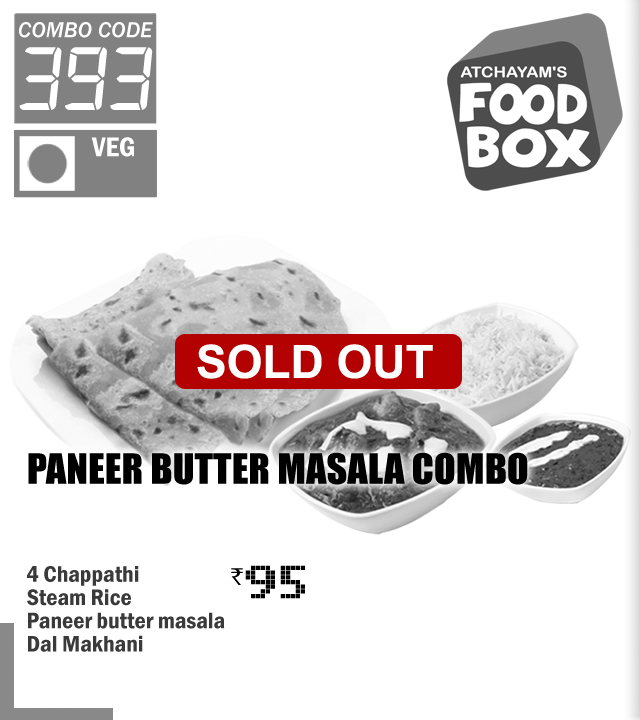 COMBO CODE
393
VEG
ATCHAYAM'S
FOOD
BOX
SOLD OUT
PANEER BUTTER MASALA COMBO
4 Chappathi
Steam Rice
Paneer butter masala
Dal Makhani
₹95